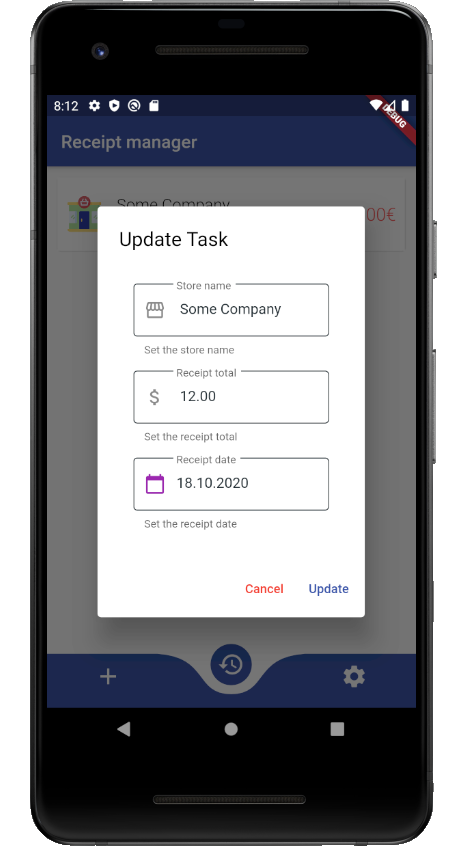 8:12
DEBUG
Receipt manager
Some Company
00€
Update Task
Store name
Some Company
Set the store name
Receipt total
$ 12.00
Set the receipt total
Receipt date
18.10.2020
Set the receipt date
Cancel Update